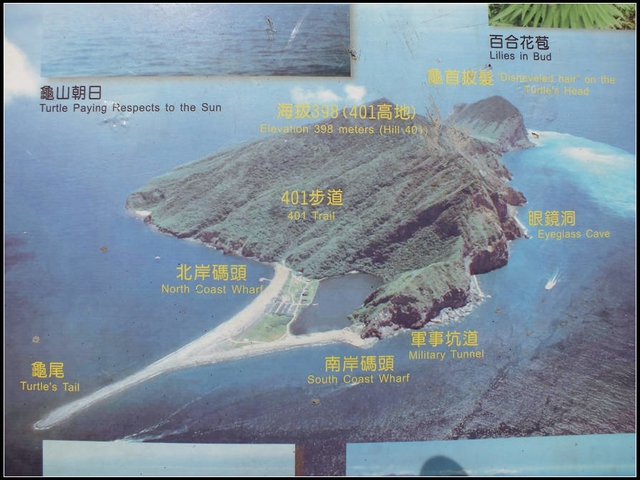 百合花苞
Lilies in Bud
龜山朝日
Turtle Paying Respects to the Sun
龜首披髮 "Disheveled hair" on the
Turtle's Head
海拔398(401高地)
Elevation 398 meters (Hill 401)
401步道
401 Trail
眼鏡洞
Eyeglass Cave
北岸碼頭
North Coast Wharf
軍事坑道
Military Tunnel
南岸碼頭
South Coast Wharf
龜尾
Turtle's Tail